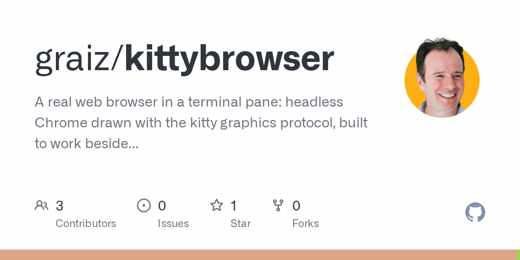 graiz/kittybrowser
A real web browser in a terminal pane: headless
Chrome drawn with the kitty graphics protocol, built
to work beside...
3
Contributors
0
Issues
1
Star
0
Forks